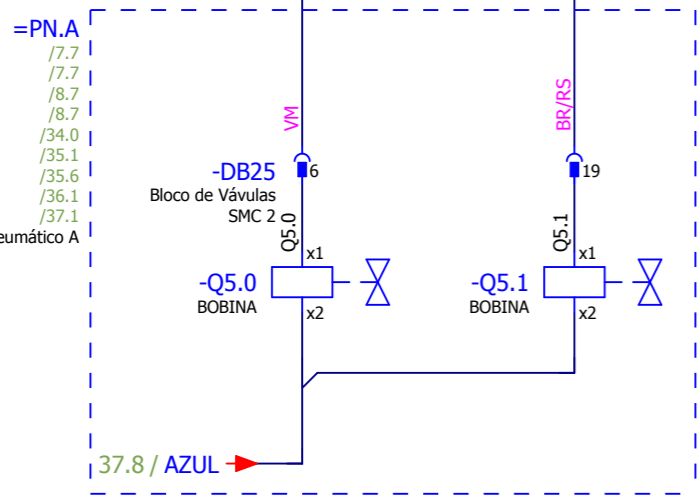 =PN.A
/7.7
/7.7
/8.7
/8.7
/34.0
/35.1
/35.6
/36.1
/37.1
eumático A
VM
BR/RS
-DB25
6
19
Bloco de Vávulas
SMC 2
Q5.0
Q5.1
x1
x1
-Q5.0
-Q5.1
BOBINA
BOBINA
x2
x2
37.8 / AZUL